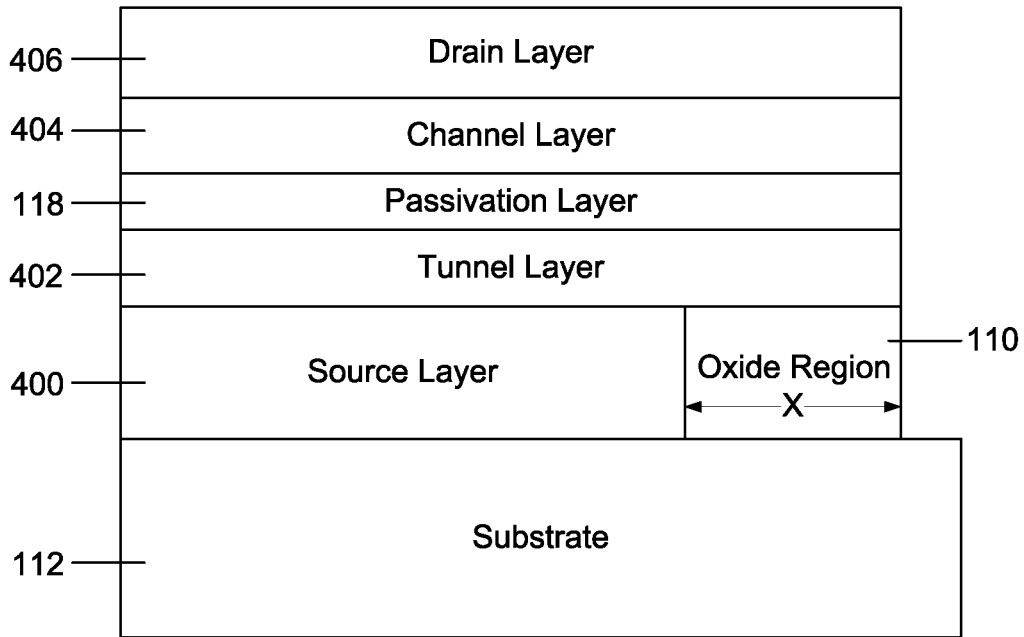 406 Drain Layer
404 Channel Layer
118 Passivation Layer
402 Tunnel Layer
110
400 Source Layer Oxide Region
X
112 Substrate